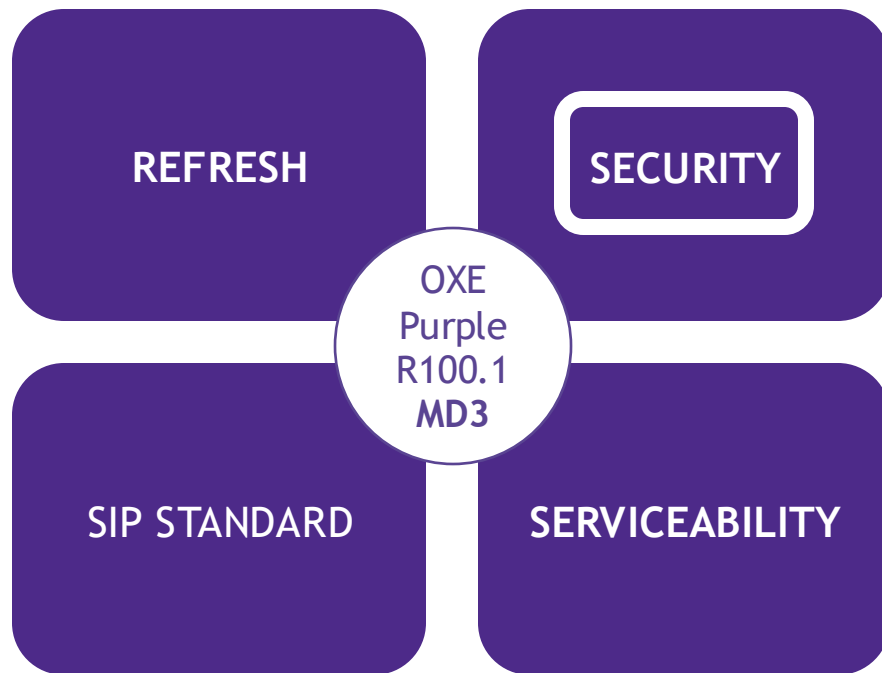 REFRESH
SECURITY
OXE
Purple
R100.1
MD3
SIP STANDARD
SERVICEABILITY